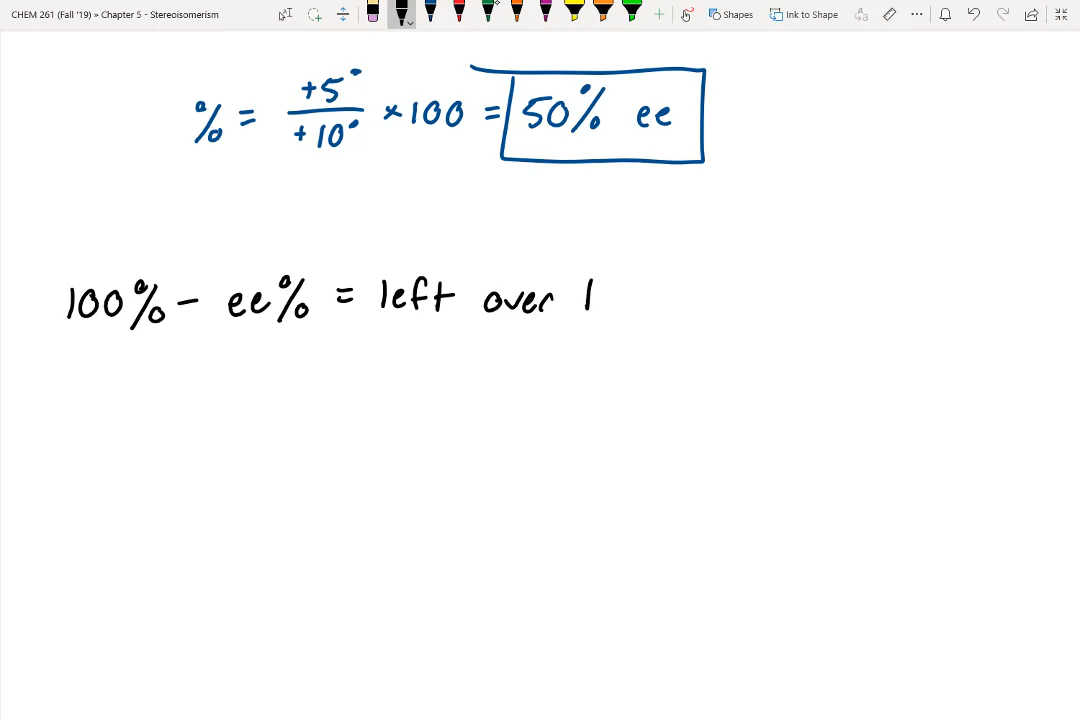 CHEM 261 (Fall '19) » Chapter 5 - Stereoisomerism
Shapes
Ink to Shape
% = +5° / +10° × 100 = 50% ee
100% - ee% = left over